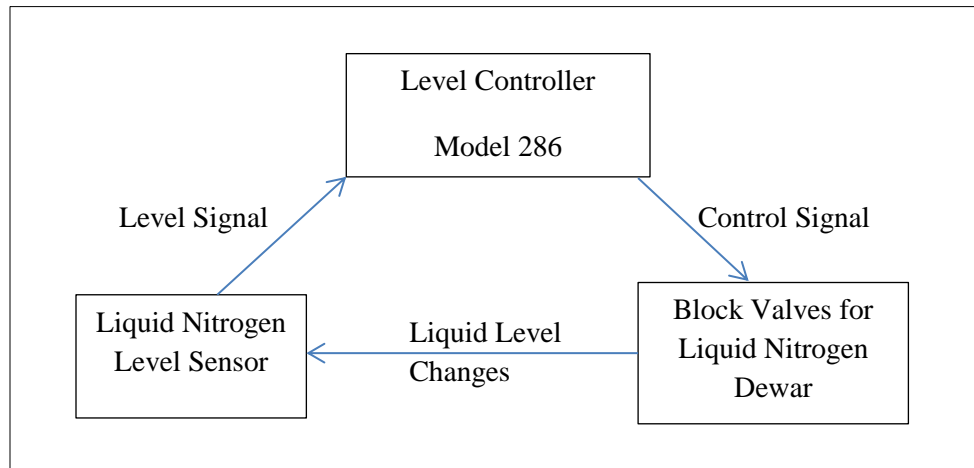 Level Controller
Model 286
Level Signal
Control Signal
Liquid Nitrogen
Level Sensor
Liquid Level
Changes
Block Valves for
Liquid Nitrogen
Dewar